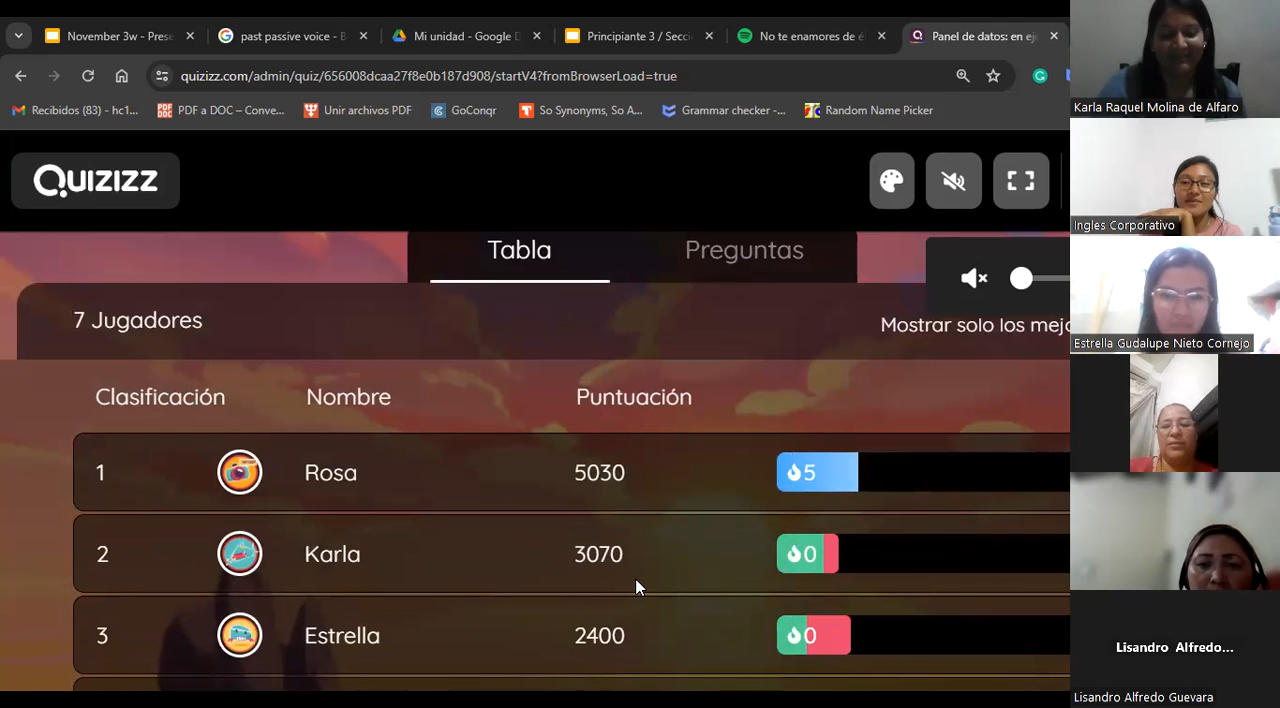 November 3w - Prese
past passive voice - B
Mi unidad - Google D
Principiante 3 / Secci
No te enamores de é
Panel de datos: en eje
quizizz.com/admin/quiz/656008dcaa27f8e0b187d908/startV4?fromBrowserLoad=true
Recibidos (83) - hc1...
PDF a DOC – Conve...
Unir archivos PDF
GoConqr
So Synonyms, So A...
Grammar checker -...
Random Name Picker
QUIZIZZ
Tabla
Preguntas
7 Jugadores
Mostrar solo los mejo
Clasificación
Nombre
Puntuación
1
Rosa
5030
5
2
Karla
3070
0
3
Estrella
2400
0
Karla Raquel Molina de Alfaro
Ingles Corporativo
Estrella Gudalupe Nieto Cornejo
Lisandro Alfredo...
Lisandro Alfredo Guevara